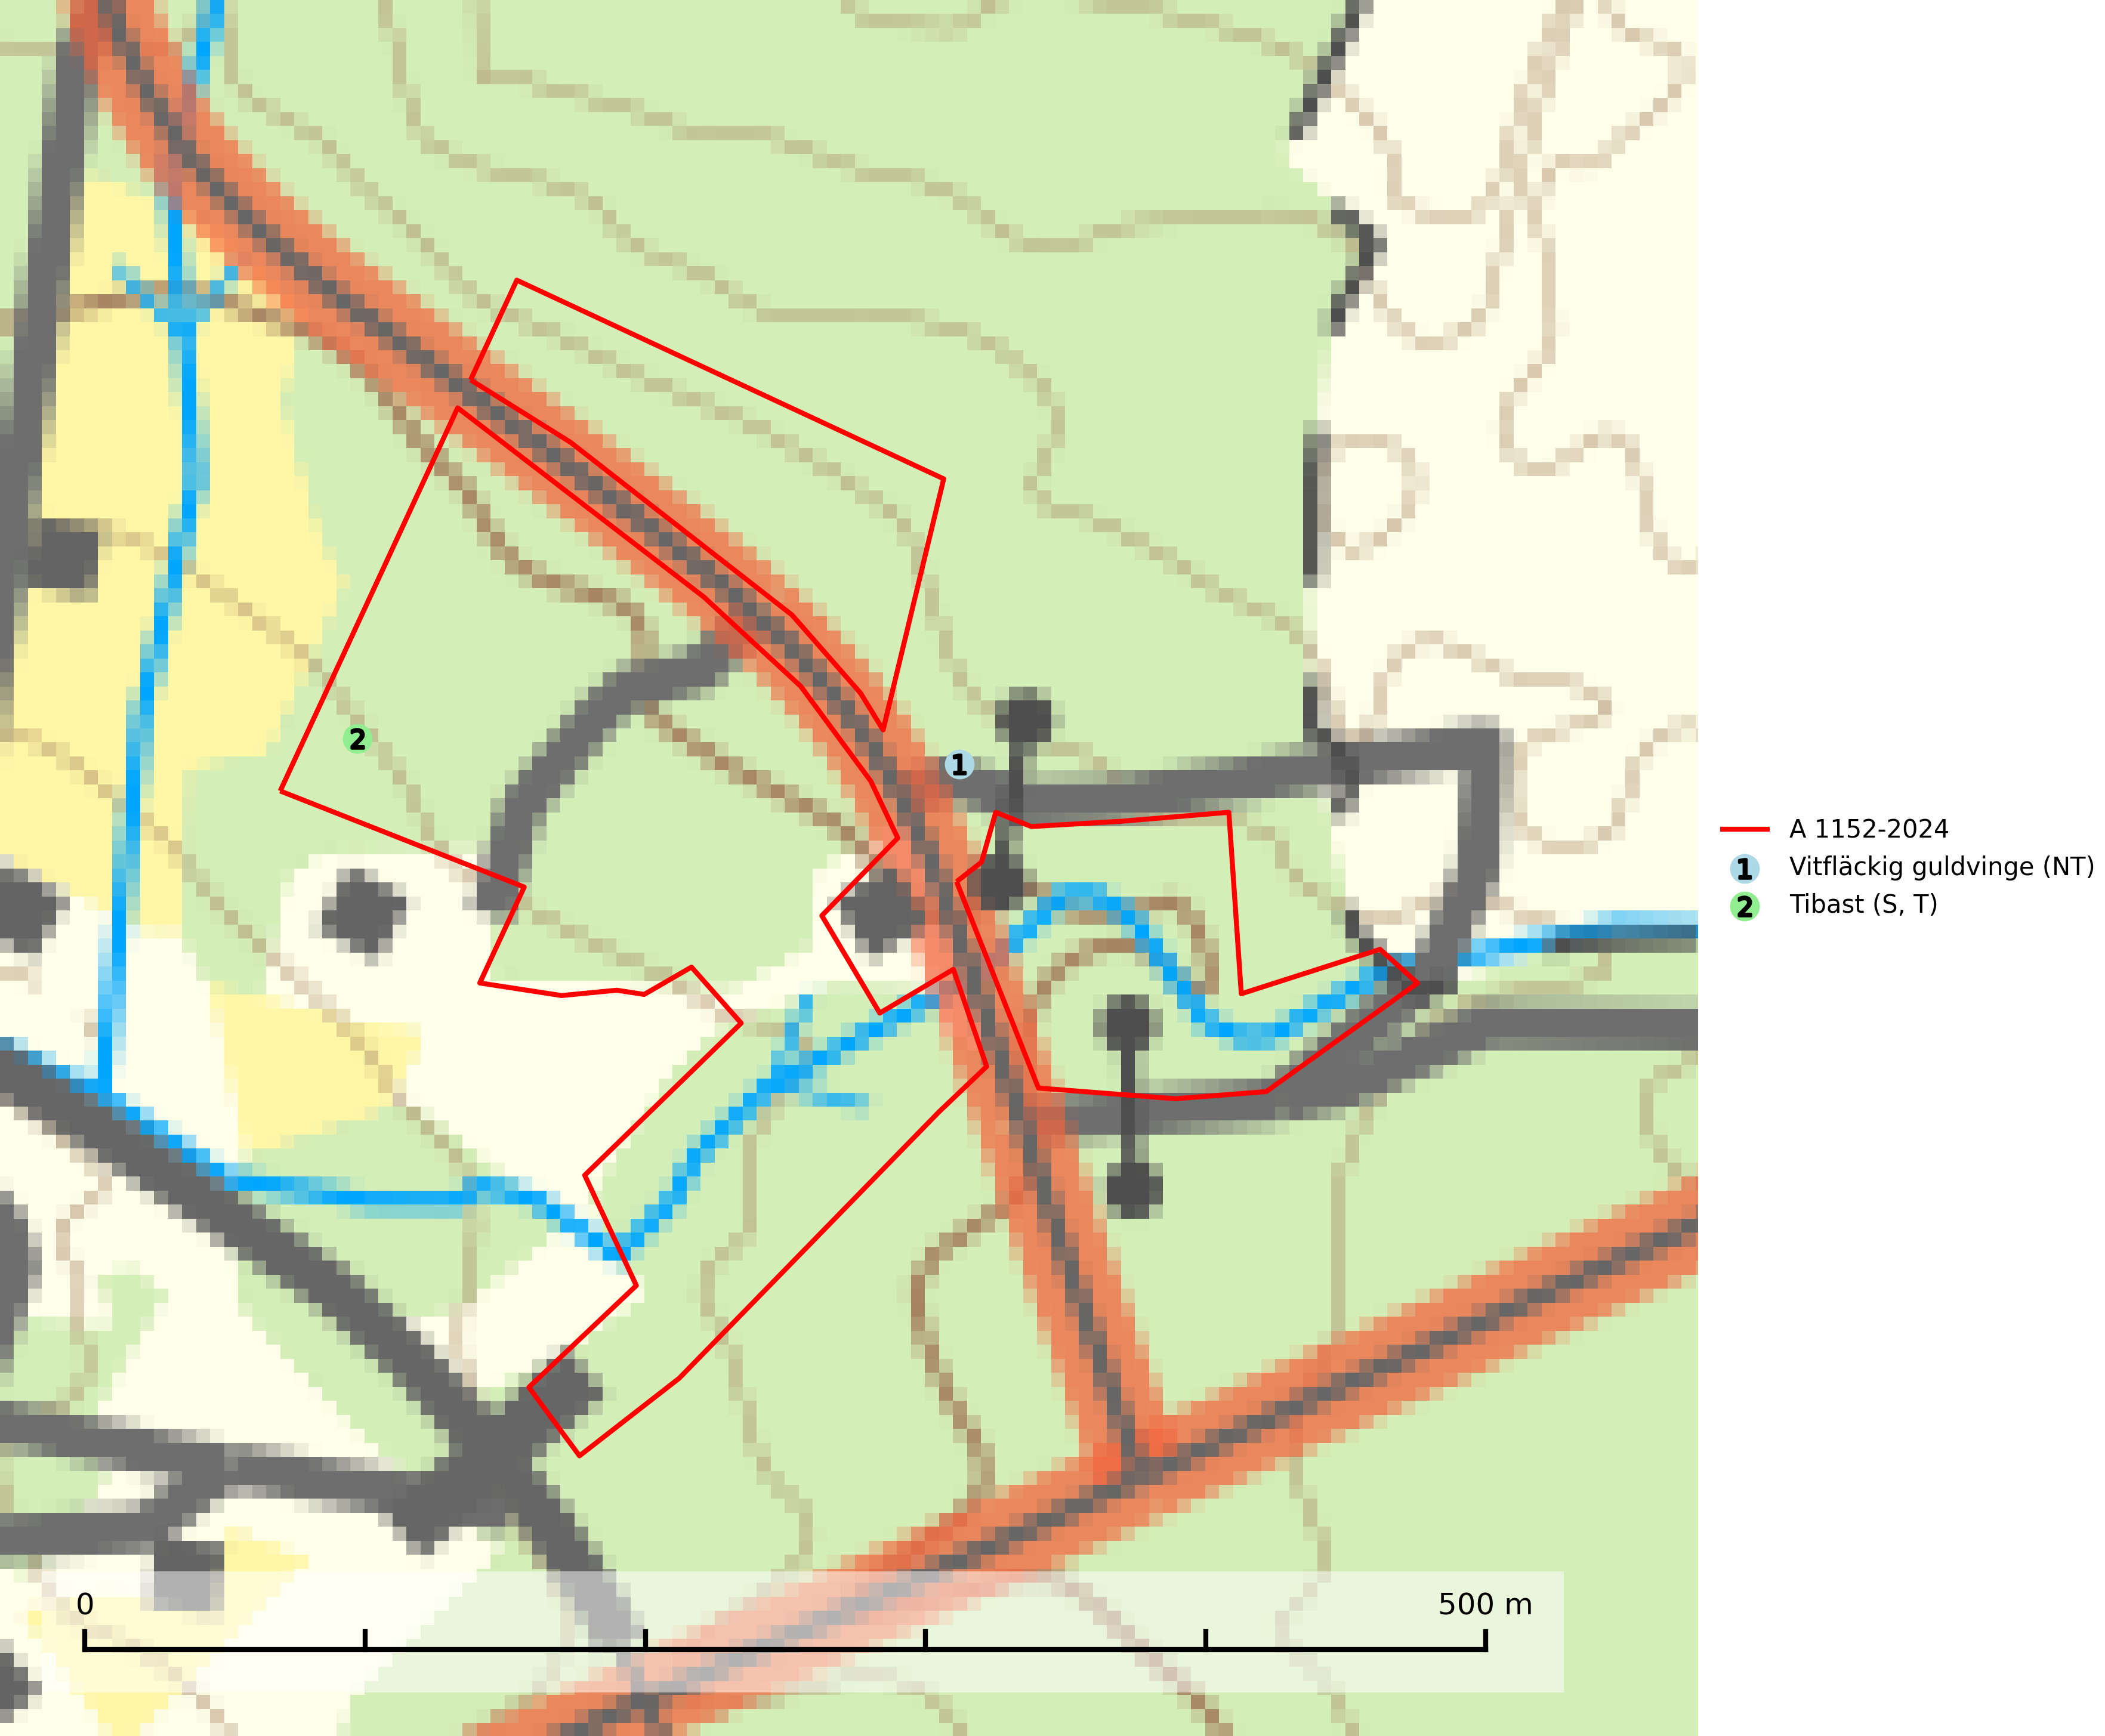 2
1
A 1152-2024
1 Vitfläckig guldvinge (NT)
2 Tibast (S, T)
0 500 m